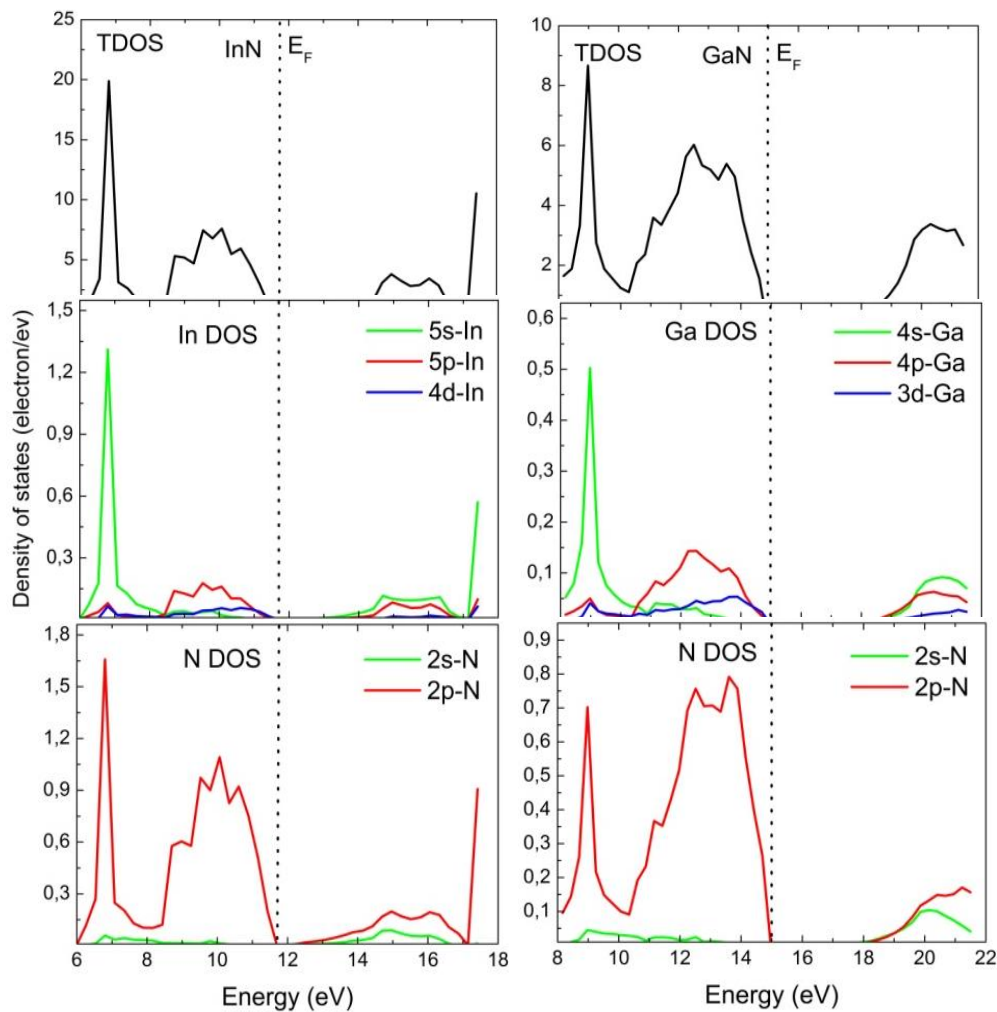 TDOS InN E_F
25
20
15
10
5
TDOS GaN E_F
10
8
6
4
2
Density of states (electron/ev)
In DOS
5s-In
5p-In
4d-In
1,5
1,2
0,9
0,6
0,3
Ga DOS
4s-Ga
4p-Ga
3d-Ga
0,6
0,5
0,4
0,3
0,2
0,1
N DOS
2s-N
2p-N
1,8
1,5
1,2
0,9
0,6
0,3
6 8 10 12 14 16 18
Energy (eV)
N DOS
2s-N
2p-N
0,9
0,8
0,7
0,6
0,5
0,4
0,3
0,2
0,1
8 10 12 14 16 18 20 22
Energy (eV)